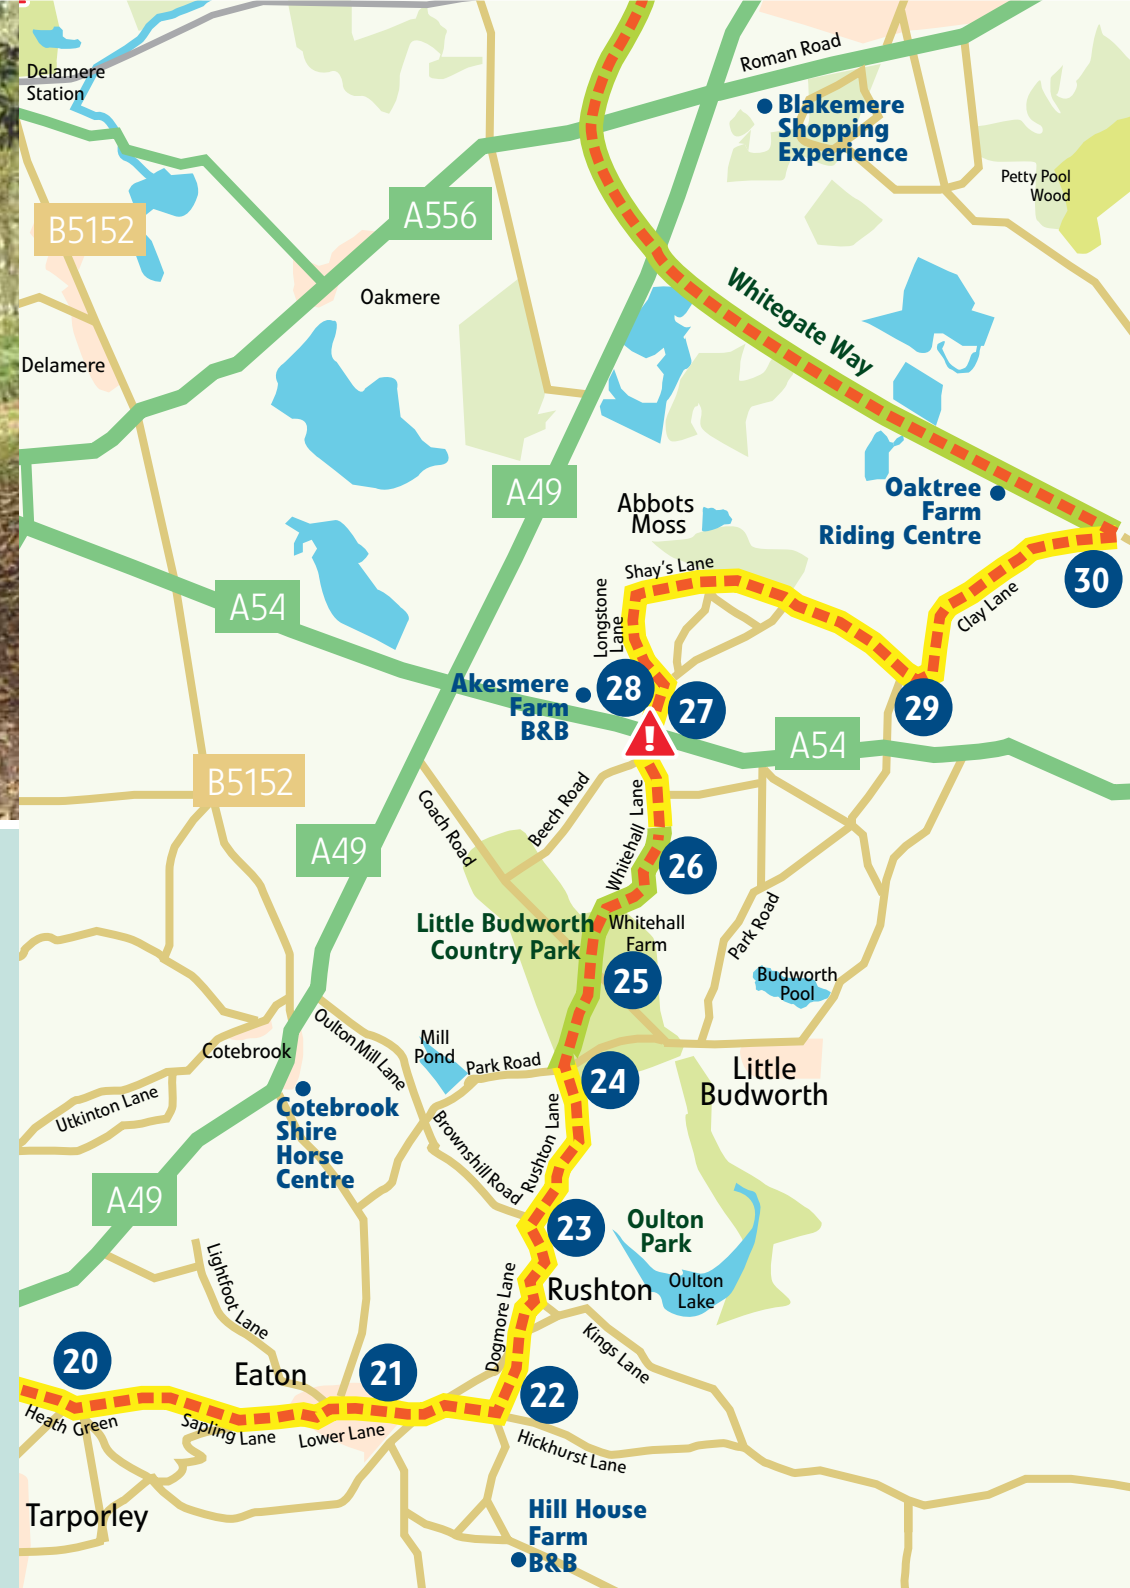 Roman Road
Delamere
Station
Blakemere
Shopping
Experience
Petty Pool
Wood
B5152
A556
Oakmere
Whitegate Way
Delamere
A49
Abbots
Moss
Oaktree
Farm
Riding Centre
Shay's Lane
30
Clay Lane
A54
Longstone
Lane
Akesmere
Farm
B&B
28
27
29
!
A54
B5152
Coach Road
Beech Road
Whitehall Lane
A49
26
Little Budworth
Country Park
Whitehall
Farm
Park Road
25
Budworth
Pool
Oulton Mill Lane
Mill
Pond
Cotebrook
Park Road
24
Little
Budworth
Utkinton Lane
Cotebrook
Shire
Horse
Centre
Brownshill Road
Rushton Lane
A49
23
Oulton
Park
Oulton
Lake
Rushton
Lightfoot Lane
Dogmore Lane
Kings Lane
20
Eaton
21
22
Heath Green
Sapling Lane
Lower Lane
Hickhurst Lane
Tarporley
Hill House
Farm
B&B